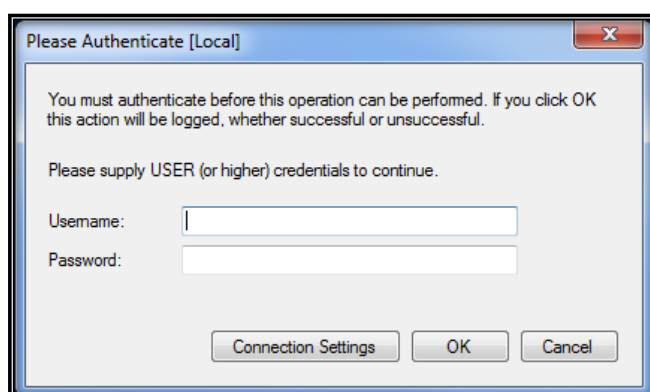 Please Authenticate [Local]
You must authenticate before this operation can be performed. If you click OK
this action will be logged, whether successful or unsuccessful.
Please supply USER (or higher) credentials to continue.
Username:
Password:
Connection Settings OK Cancel